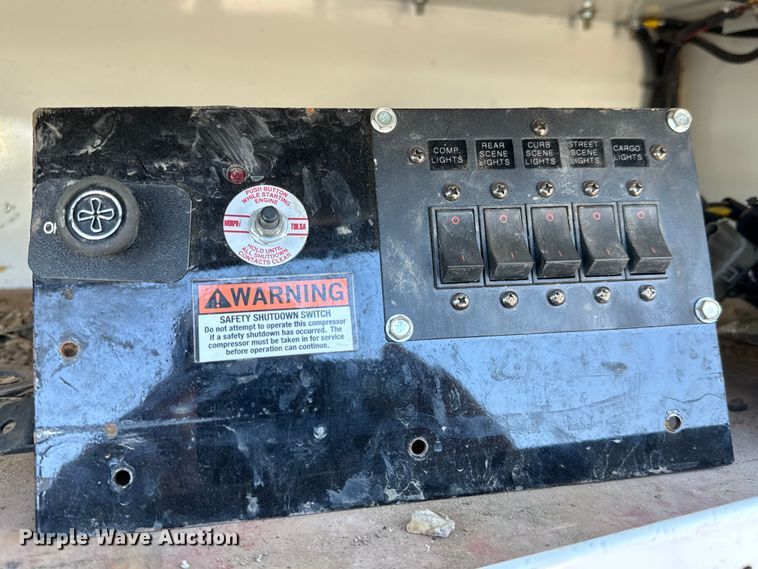 COMP.
LIGHTS
REAR
SCENE
LIGHTS
CURB
SCENE
LIGHTS
STREET
SCENE
LIGHTS
CARGO
LIGHTS
PUSH BUTTON
WHILE STARTING
ENGINE
MURPHY
TULSA
HOLD UNTIL
ALL SHUTDOWN
CONTACTS CLEAR
WARNING
SAFETY SHUTDOWN SWITCH
Do not attempt to operate this compressor
if a safety shutdown has occurred. The
compressor must be taken in for service
before operation can continue.
Purple Wave Auction